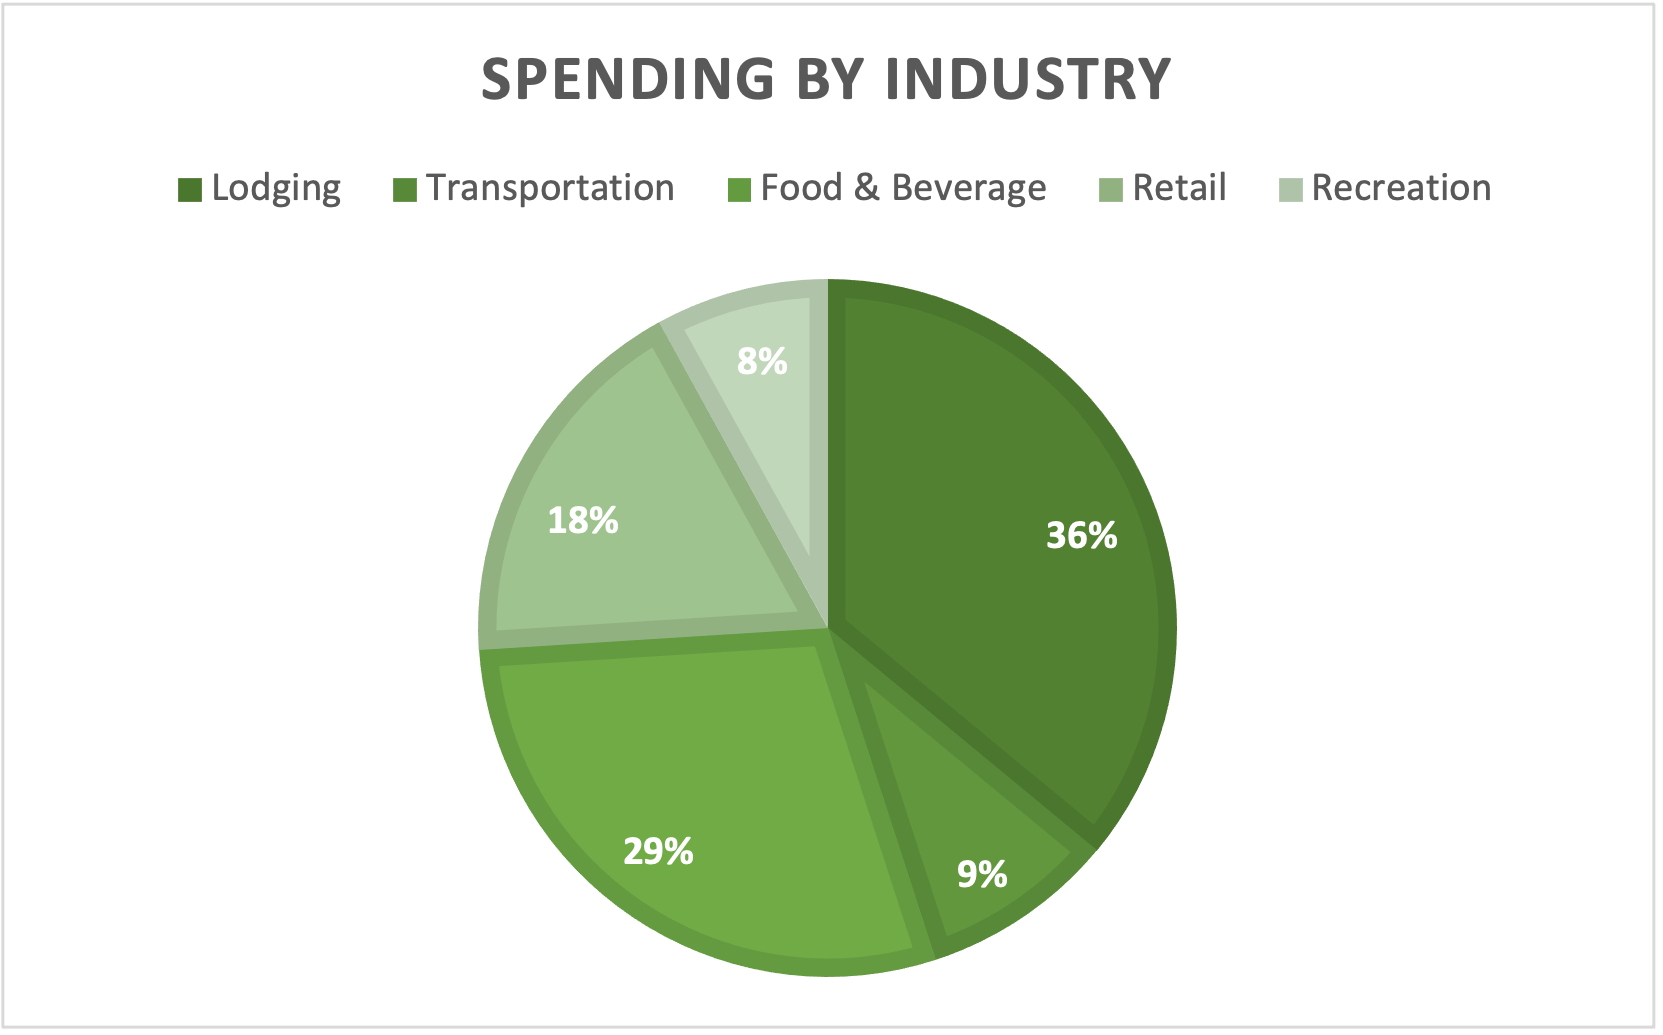 SPENDING BY INDUSTRY
Lodging Transportation Food & Beverage Retail Recreation
8%
18%
36%
29%
9%